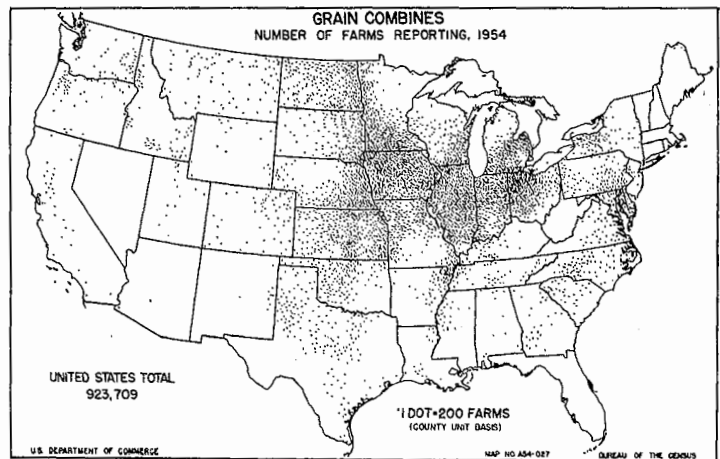 GRAIN COMBINES
NUMBER OF FARMS REPORTING, 1954
UNITED STATES TOTAL
923,709
1 DOT=200 FARMS
(COUNTY UNIT BASIS)
U.S. DEPARTMENT OF COMMERCE
MAP NO. A54-027
BUREAU OF THE CENSUS